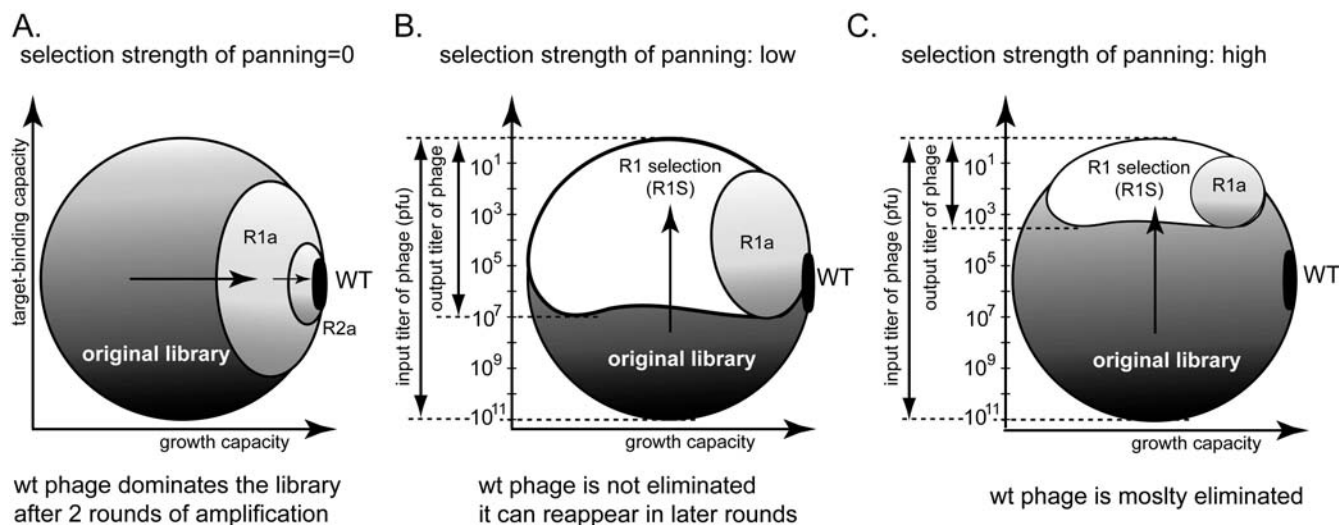 A.
selection strength of panning=0
target-binding capacity
R1a
WT
R2a
original library
growth capacity
wt phage dominates the library
after 2 rounds of amplification
B.
selection strength of panning: low
input titer of phage (pfu)
output titer of phage
10¹
10³
10⁵
10⁷
10⁹
10¹¹
R1 selection
(R1S)
R1a
WT
original library
growth capacity
wt phage is not eliminated
it can reappear in later rounds
C.
selection strength of panning: high
input titer of phage (pfu)
output titer of phage
10¹
10³
10⁵
10⁷
10⁹
10¹¹
R1 selection
(R1S)
R1a
WT
original library
growth capacity
wt phage is moslty eliminated